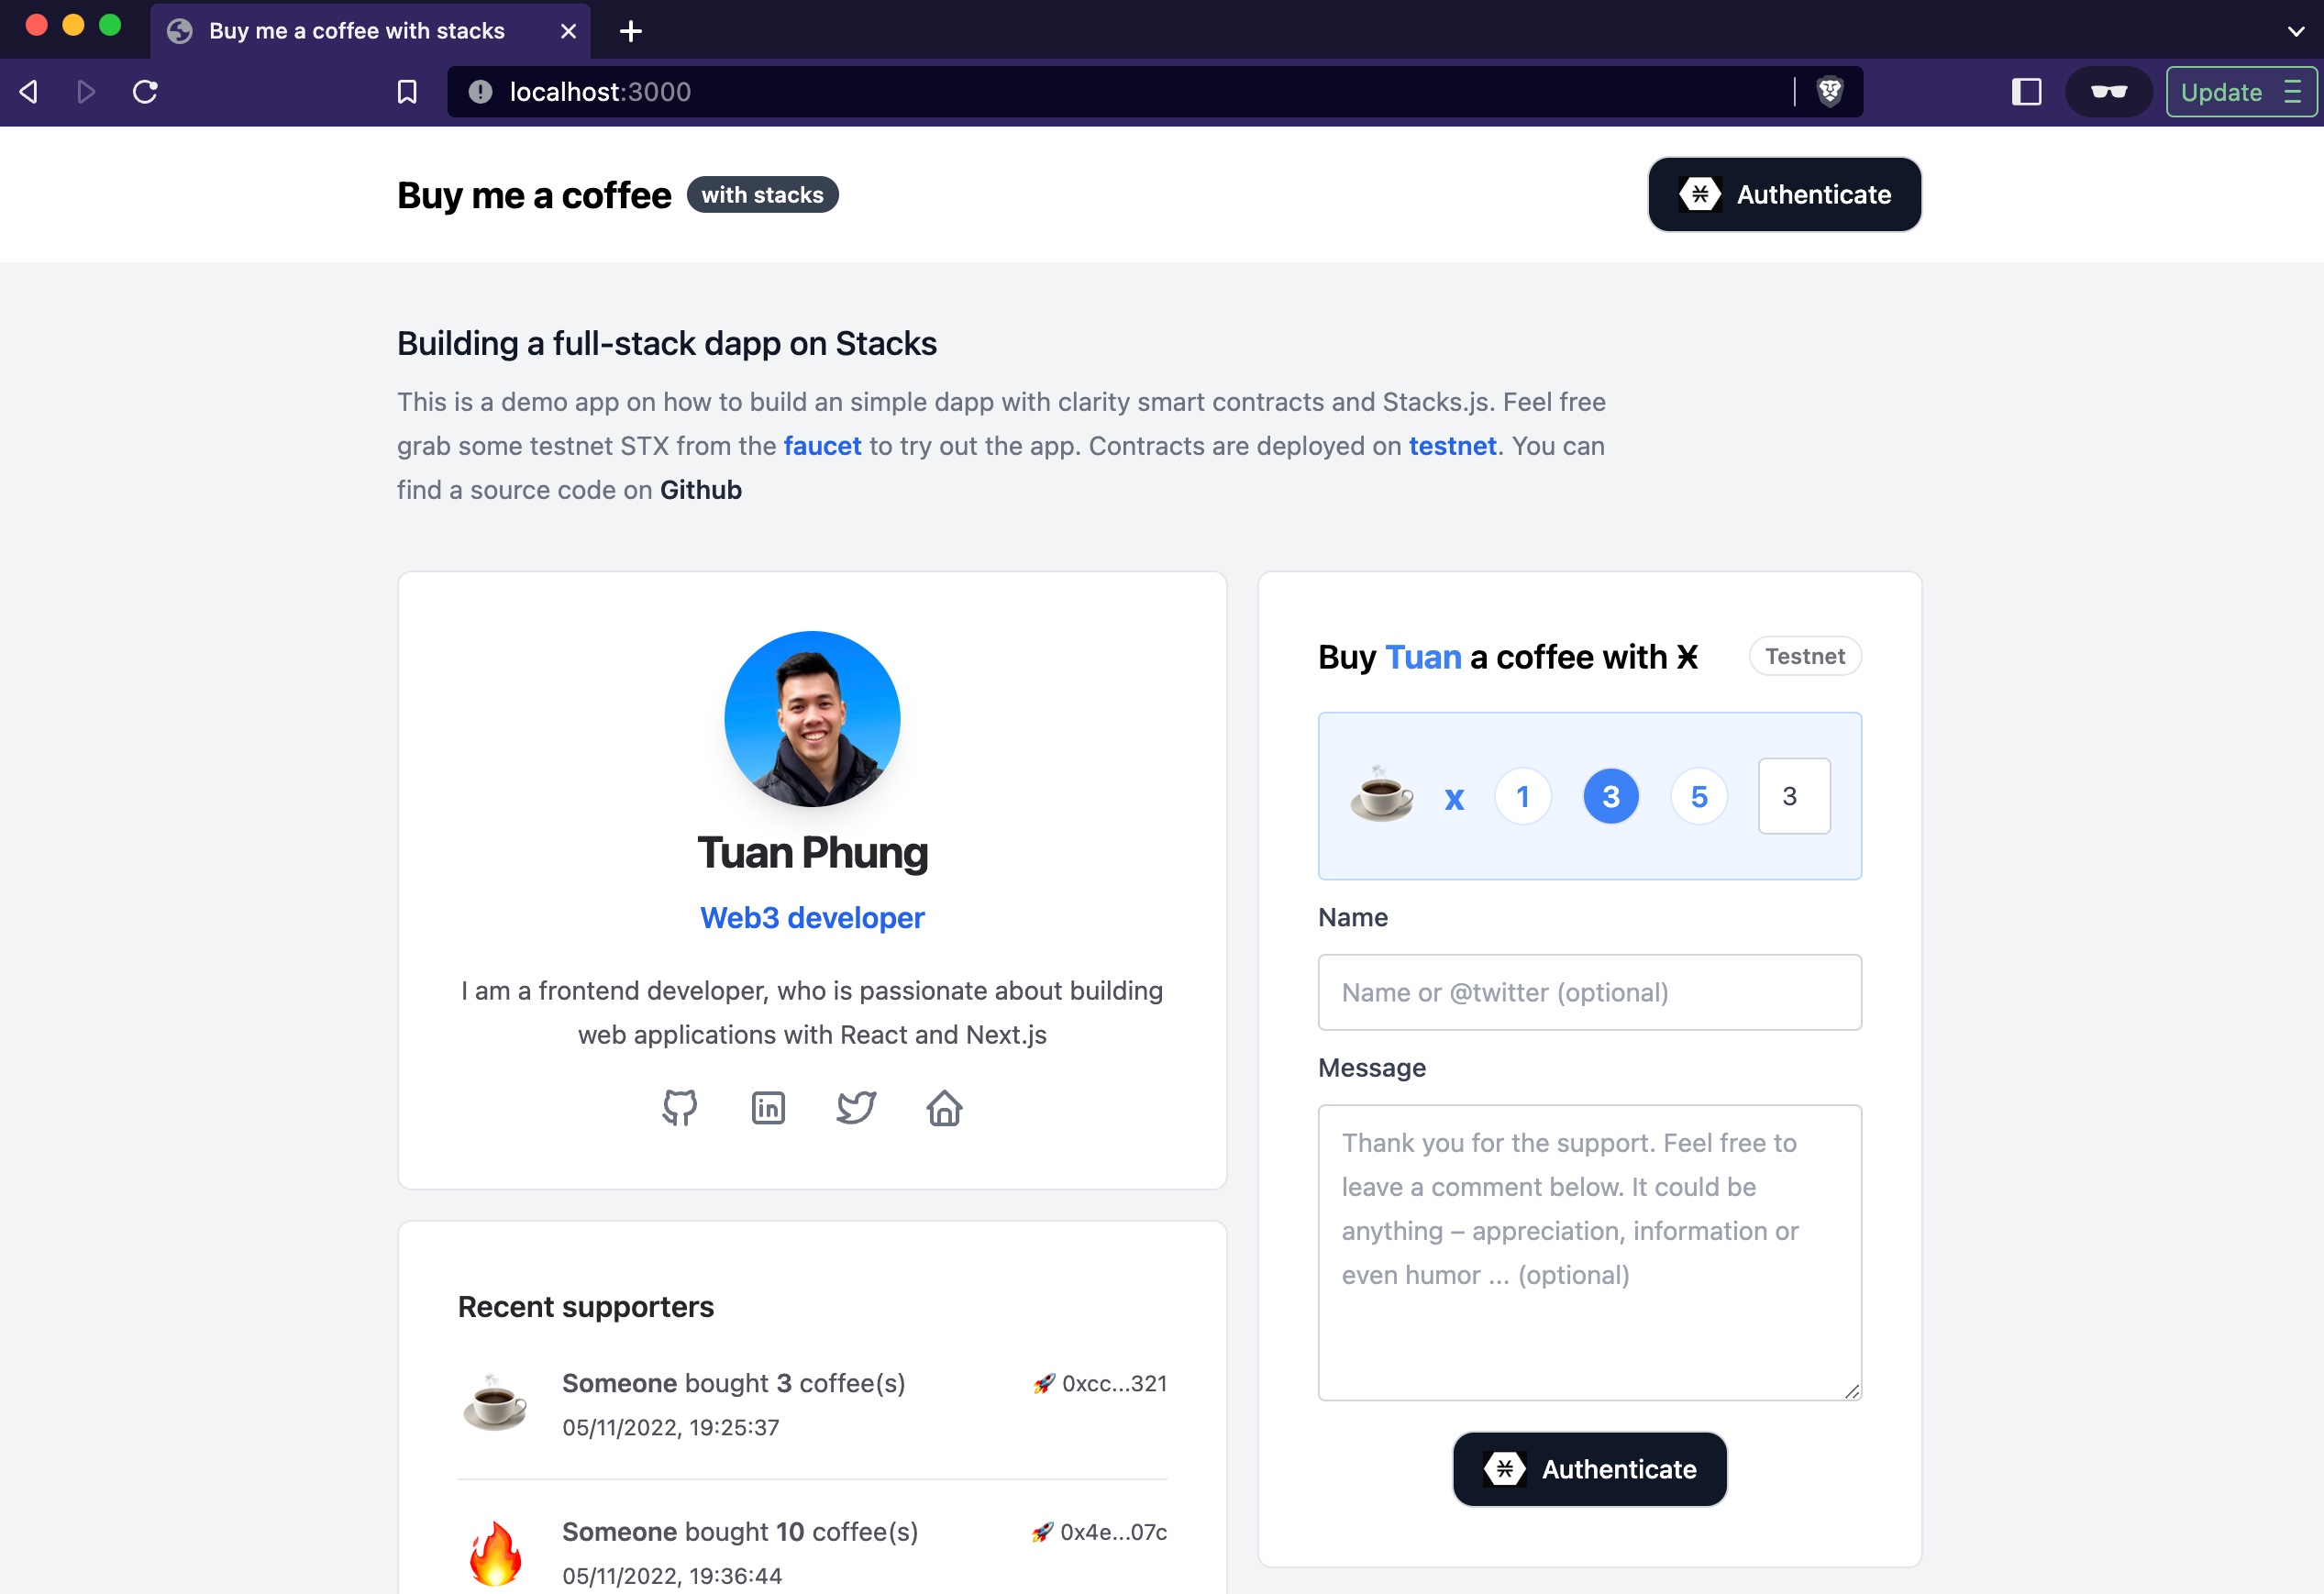 Buy me a coffee with stacks
localhost:3000
Update
Buy me a coffee with stacks
Authenticate
Building a full-stack dapp on Stacks
This is a demo app on how to build an simple dapp with clarity smart contracts and Stacks.js. Feel free
grab some testnet STX from the faucet to try out the app. Contracts are deployed on testnet. You can
find a source code on Github
Tuan Phung
Web3 developer
I am a frontend developer, who is passionate about building
web applications with React and Next.js
Recent supporters
Someone bought 3 coffee(s) 🚀 0xcc...321
05/11/2022, 19:25:37
Someone bought 10 coffee(s) 🚀 0x4e...07c
05/11/2022, 19:36:44
Buy Tuan a coffee with Ӿ Testnet
x 1 3 5 3
Name
Name or @twitter (optional)
Message
Thank you for the support. Feel free to
leave a comment below. It could be
anything – appreciation, information or
even humor ... (optional)
Authenticate